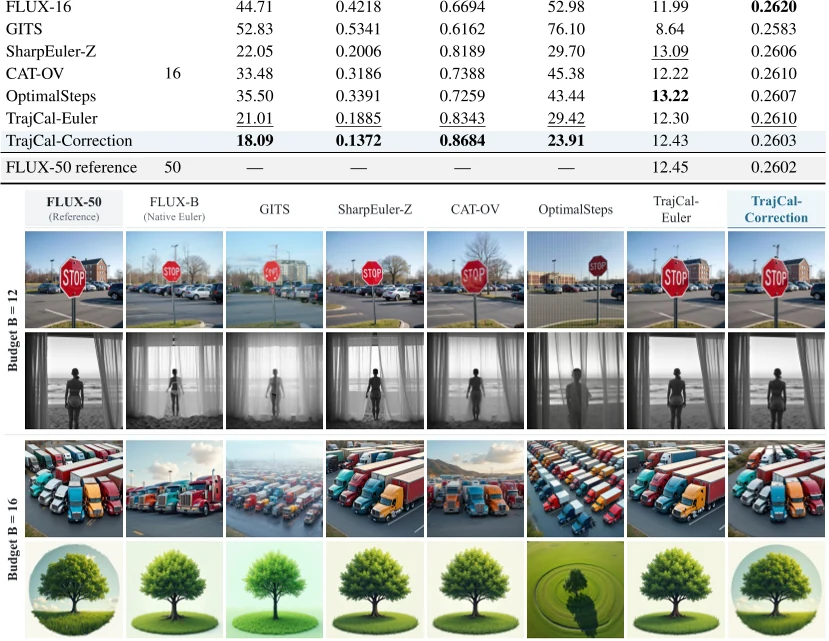 FLUX-16 44.71 0.4218 0.6694 52.98 11.99 0.2620
GITS 52.83 0.5341 0.6162 76.10 8.64 0.2583
SharpEuler-Z 22.05 0.2006 0.8189 29.70 13.09 0.2606
CAT-OV 16 33.48 0.3186 0.7388 45.38 12.22 0.2610
OptimalSteps 35.50 0.3391 0.7259 43.44 13.22 0.2607
TrajCal-Euler 21.01 0.1885 0.8343 29.42 12.30 0.2610
TrajCal-Correction 18.09 0.1372 0.8684 23.91 12.43 0.2603
FLUX-50 reference 50 — — — — 12.45 0.2602
FLUX-50
(Reference)
FLUX-B
(Native Euler)
GITS
SharpEuler-Z
CAT-OV
OptimalSteps
TrajCal-
Euler
TrajCal-
Correction
Budget B = 12
STOP
STOP
STOP
STOP
STOP
STOP
STOP
Budget B = 16